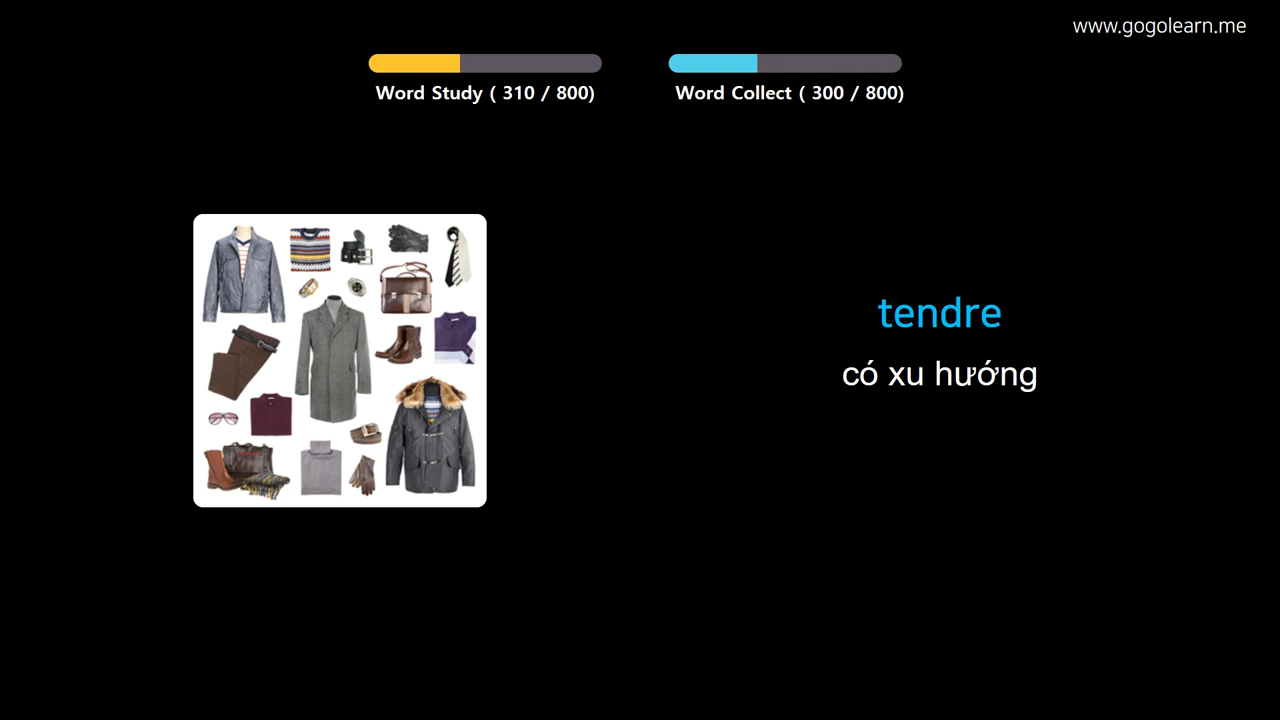 www.gogolearn.me
Word Study ( 310 / 800)
Word Collect ( 300 / 800)
tendre
có xu hướng